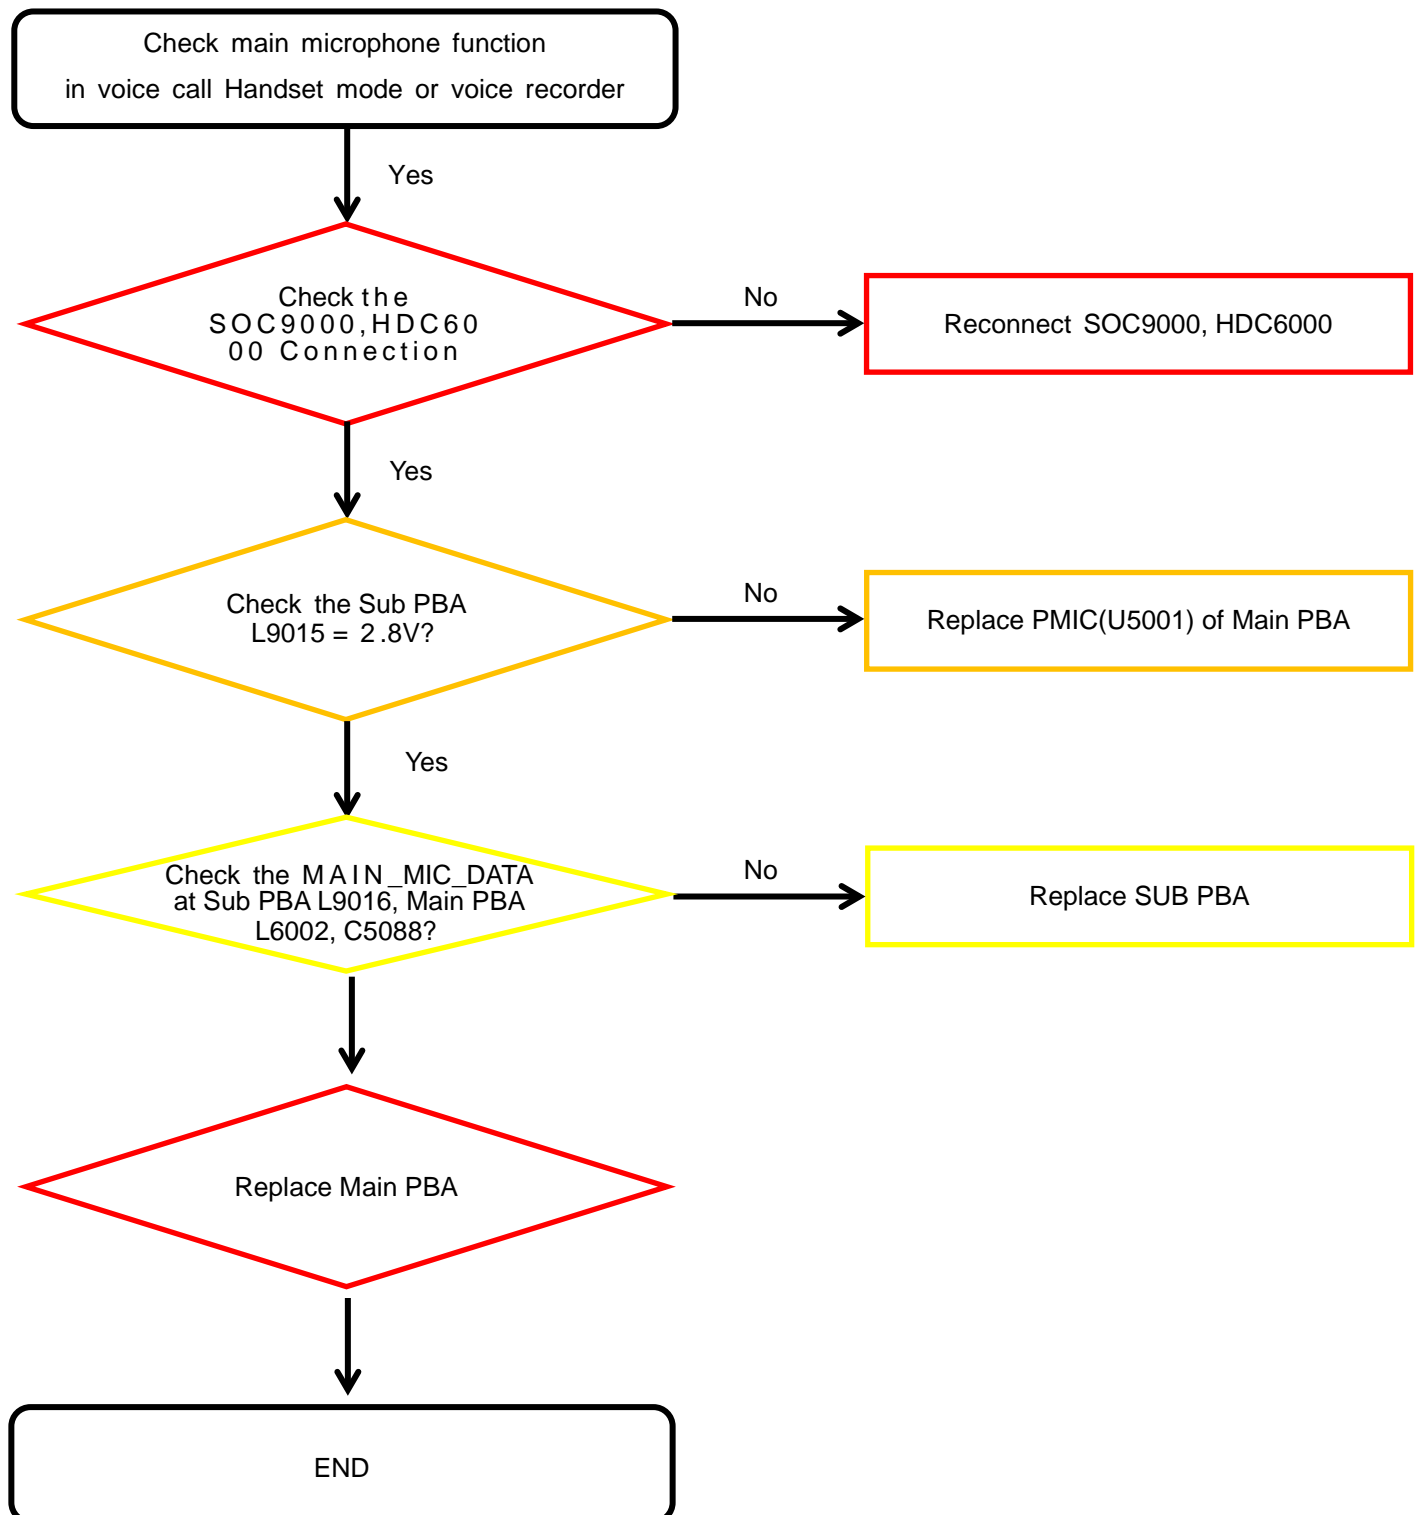 Check main microphone function
in voice call Handset mode or voice recorder
Yes
Check the
SOC9000,HDC60
00 Connection
No
Reconnect SOC9000, HDC6000
Yes
Check the Sub PBA
L9015 = 2.8V?
No
Replace PMIC(U5001) of Main PBA
Yes
Check the MAIN_MIC_DATA
at Sub PBA L9016, Main PBA
L6002, C5088?
No
Replace SUB PBA
Replace Main PBA
END